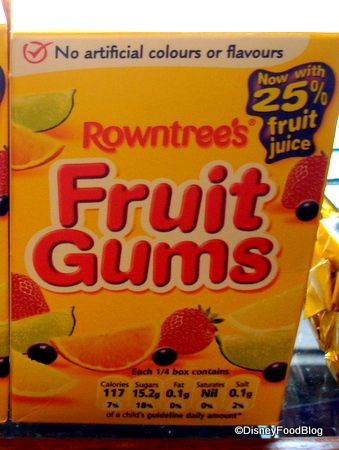 No artificial colours or flavours
Now with
25%
fruit
juice
Rowntree's®
Fruit
Gums
Each 1/4 box contains
Calories Sugars Fat Saturates Salt
117 15.2g 0.1g Nil 0.1g
7% 18% 0% 0% 2%
of a child's guideline daily amount*
©DisneyFoodBlog